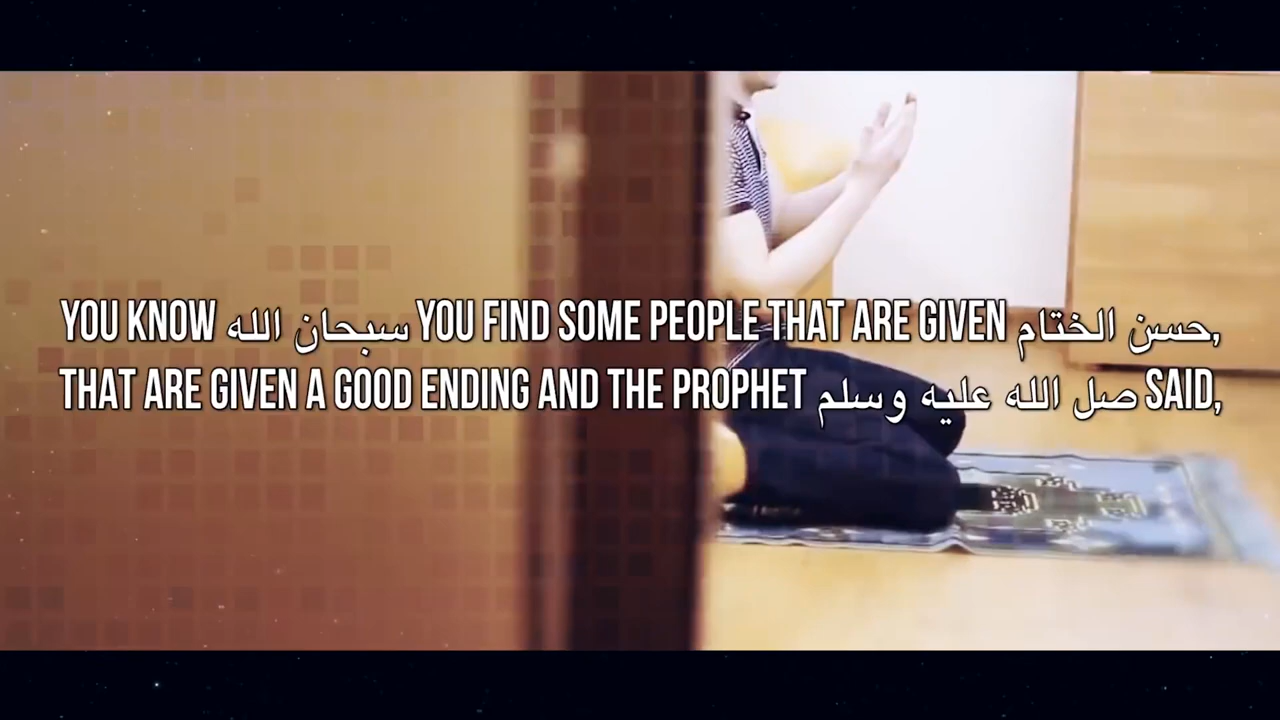 YOU KNOW سبحان الله YOU FIND SOME PEOPLE THAT ARE GIVEN حسن الختام,
THAT ARE GIVEN A GOOD ENDING AND THE PROPHET صل الله عليه وسلم SAID,